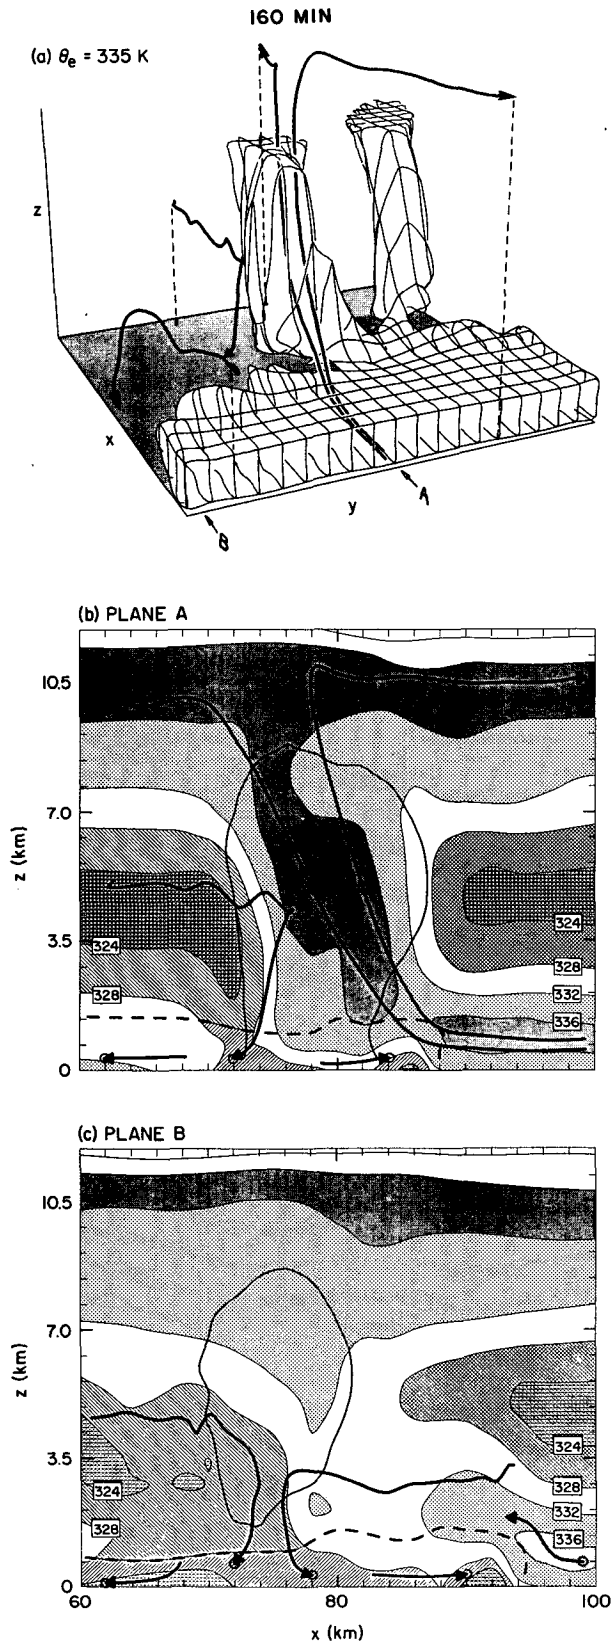 160 MIN
(a) θe = 335 K
z
x
y
A
B
(b) PLANE A
10.5
7.0
3.5
0
z (km)
324
328
324
328
332
336
(c) PLANE B
10.5
7.0
3.5
0
z (km)
324
328
324
328
332
336
60
80
100
x (km)